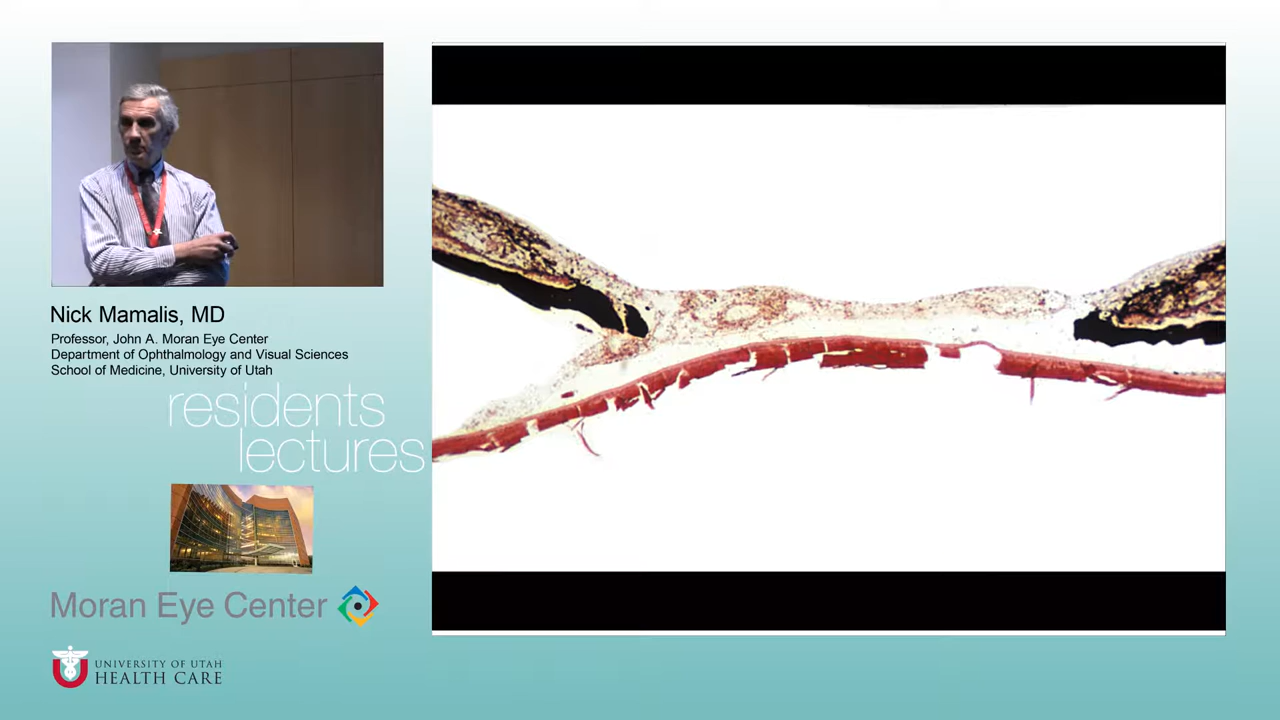 Nick Mamalis, MD
Professor, John A. Moran Eye Center
Department of Ophthalmology and Visual Sciences
School of Medicine, University of Utah
residents
lectures
Moran Eye Center
UNIVERSITY OF UTAH
HEALTH CARE